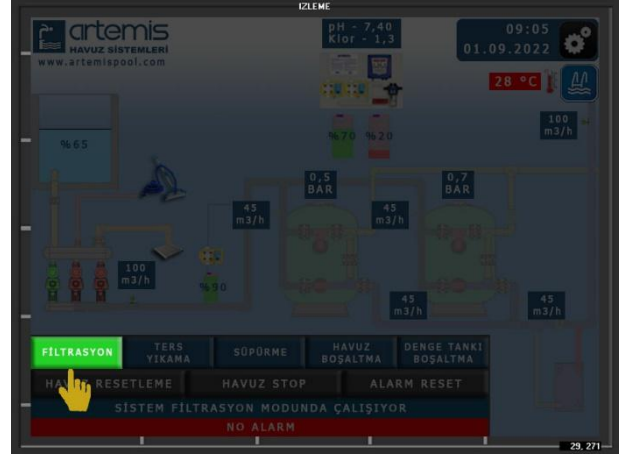 IZLEME
artemis
HAVUZ SİSTEMLERİ
www.artemispool.com
pH - 7,40
Klor - 1,3
09:05
01.09.2022
28 °C
100
m3/h
%65
%70
%20
0,5
BAR
0,7
BAR
45
m3/h
45
m3/h
100
m3/h
%90
45
m3/h
45
m3/h
FİLTRASYON
TERS
YIKAMA
SÜPÜRME
HAVUZ
BOŞALTMA
DENGE TANKI
BOŞALTMA
HAVUZ RESETLEME
HAVUZ STOP
ALARM RESET
SİSTEM FİLTRASYON MODUNDA ÇALIŞIYOR
NO ALARM
29, 271